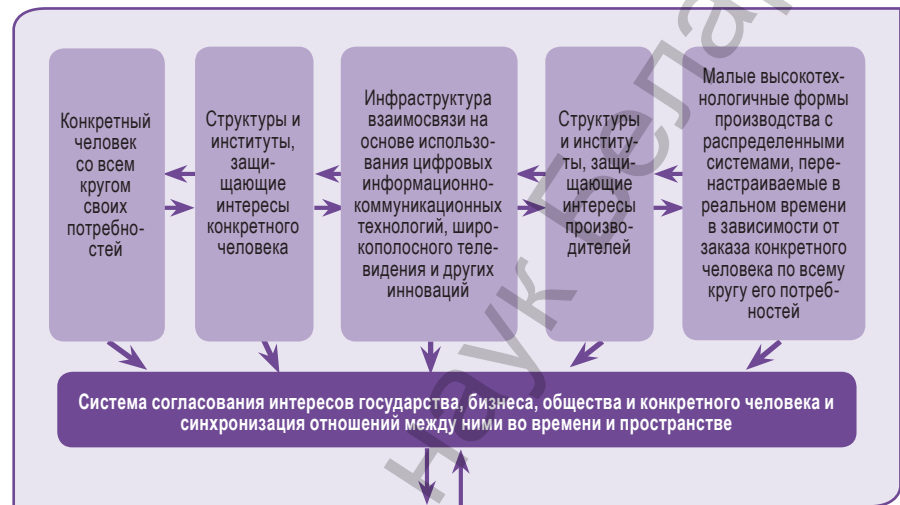 Конкретный
человек
со всем
кругом
своих
потребно-
стей
Структуры и
институты,
защи-
щающие
интересы
конкретного
человека
Инфраструктура
взаимосвязи на
основе использо-
вания цифровых
информационно-
коммуникационных
технологий, широ-
кополосного теле-
видения и других
инноваций
Структуры
и институ-
ты, защи-
щающие
интересы
произво-
дителей
Малые высокотех-
нологичные формы
производства с
распределенными
системами, пере-
настраиваемые в
реальном времени
в зависимости от
заказа конкретного
человека по всему
кругу его потреб-
ностей
Система согласования интересов государства, бизнеса, общества и конкретного человека и
синхронизация отношений между ними во времени и пространстве
наук